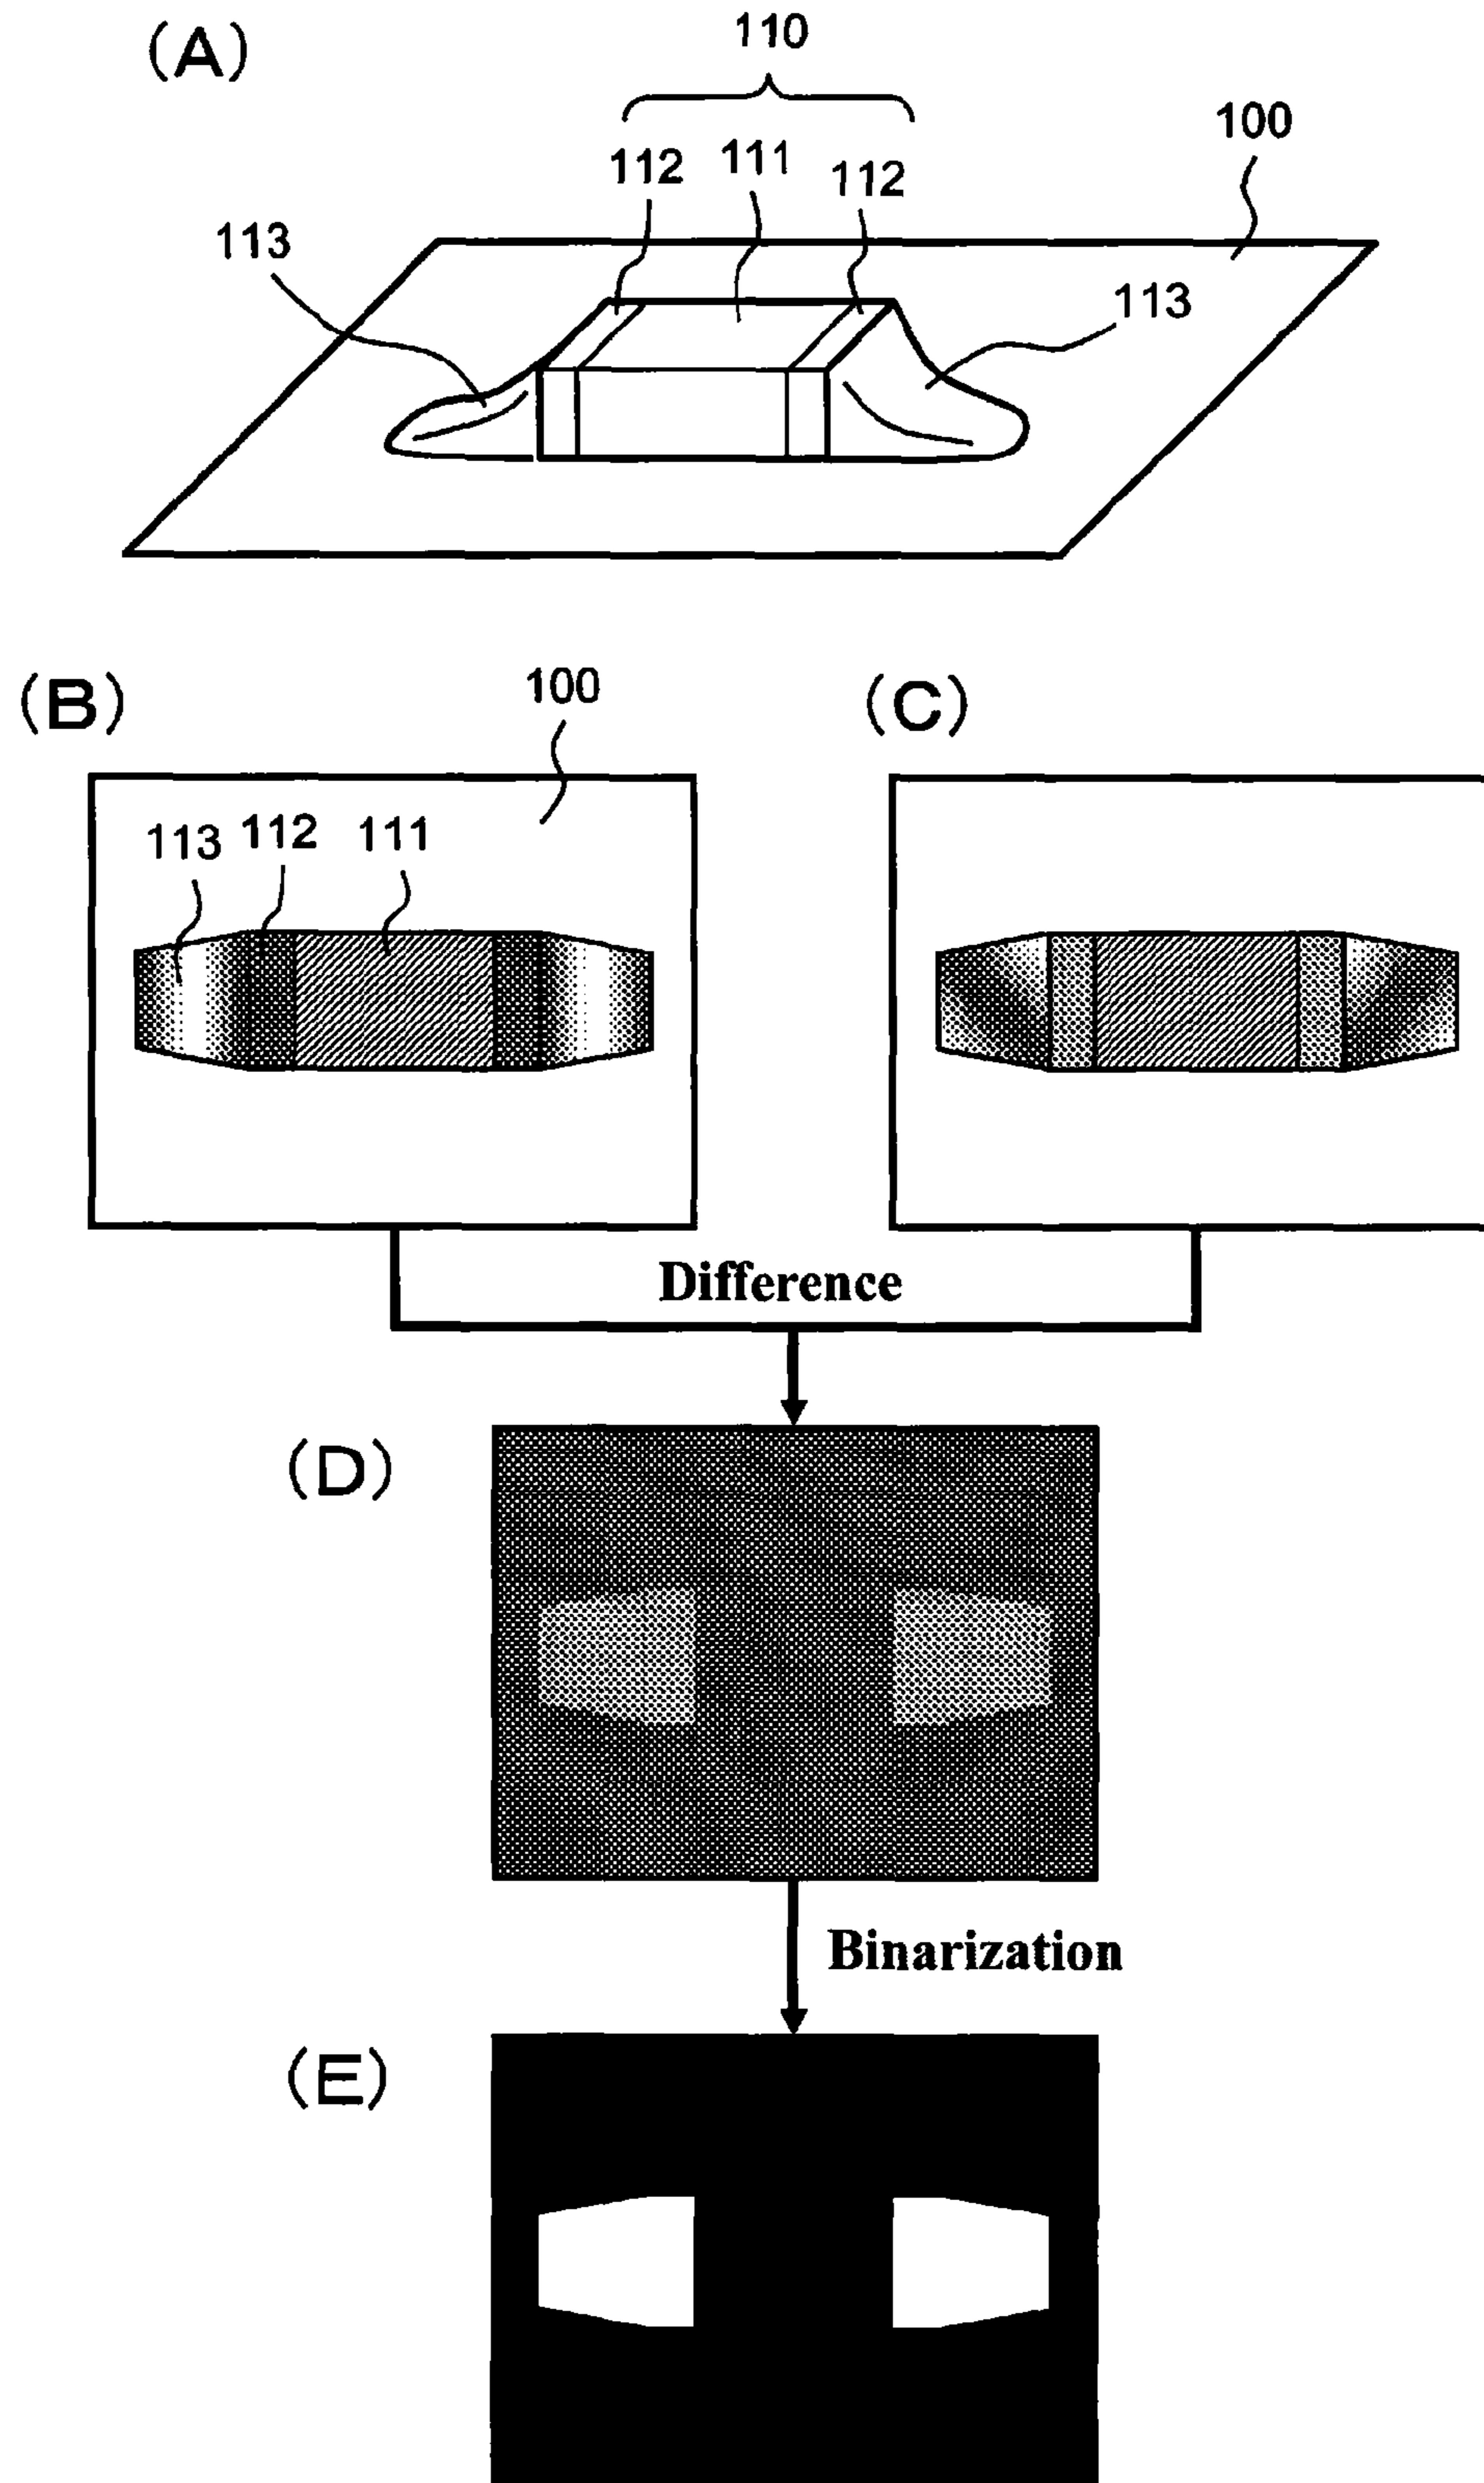 (A)
110
100
112 111 112
113
113
(B)
100
(C)
113 112 111
Difference
(D)
Binarization
(E)